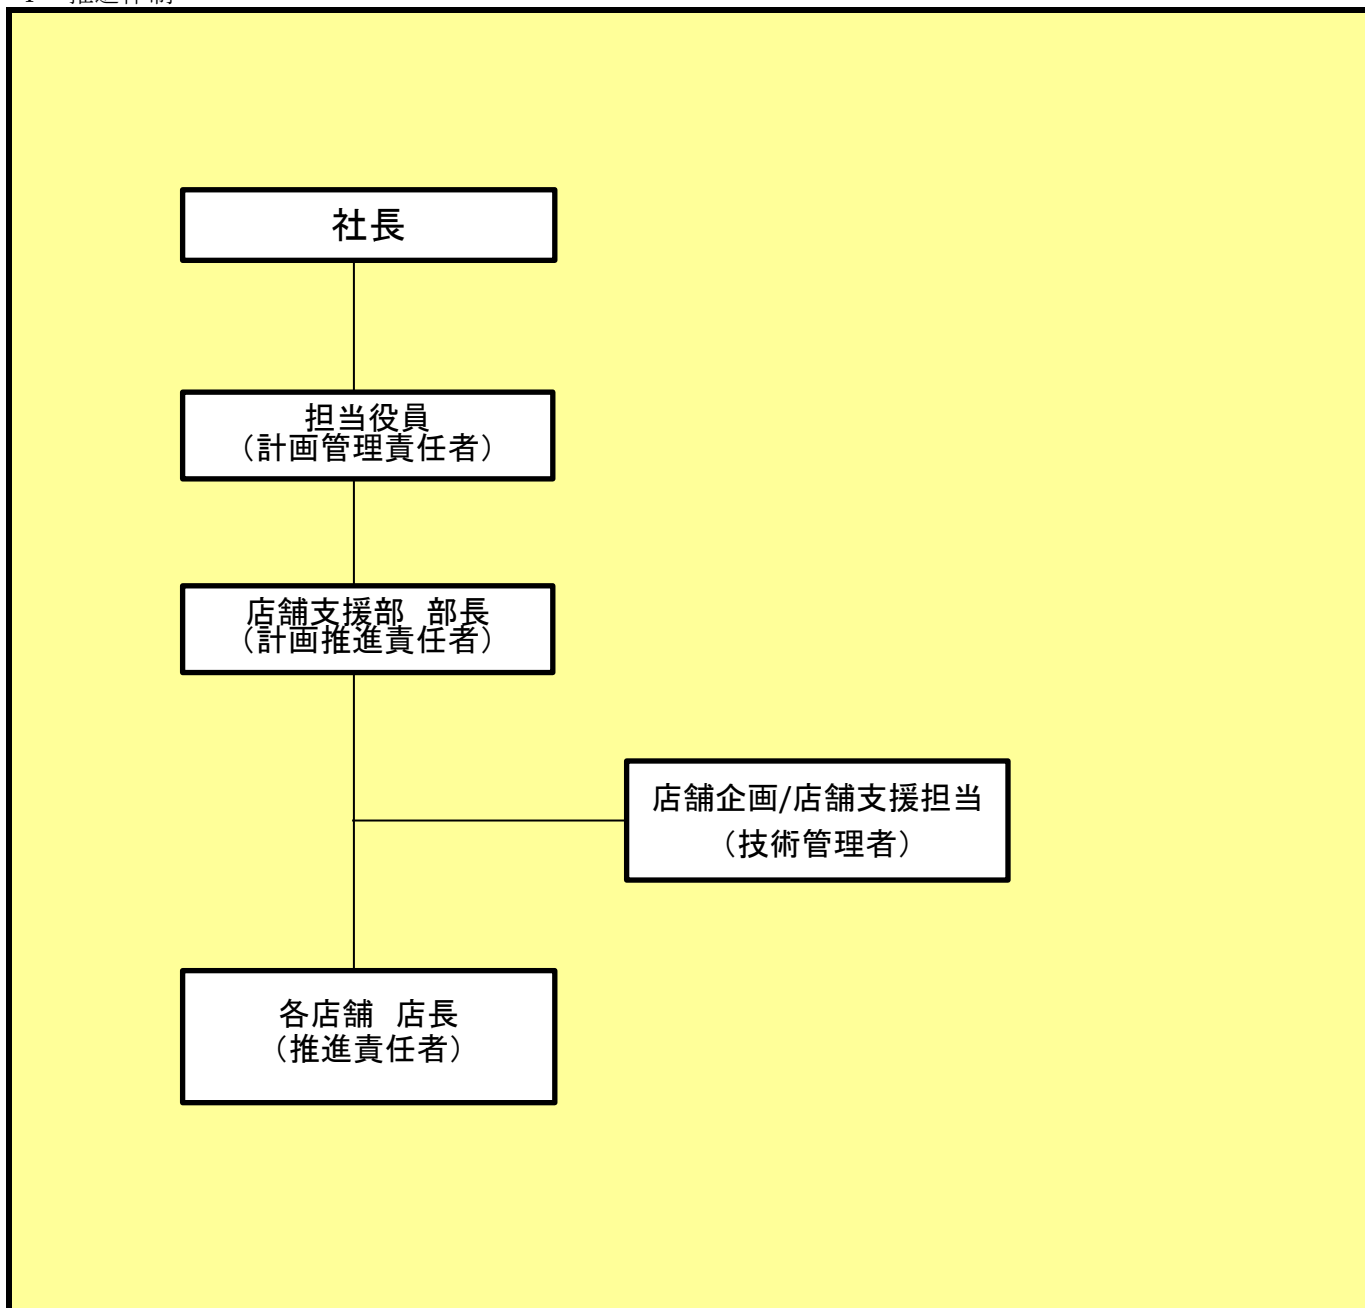 社長
担当役員
（計画管理責任者）
店舗支援部　部長
（計画推進責任者）
店舗企画/店舗支援担当
（技術管理者）
各店舗　店長
（推進責任者）